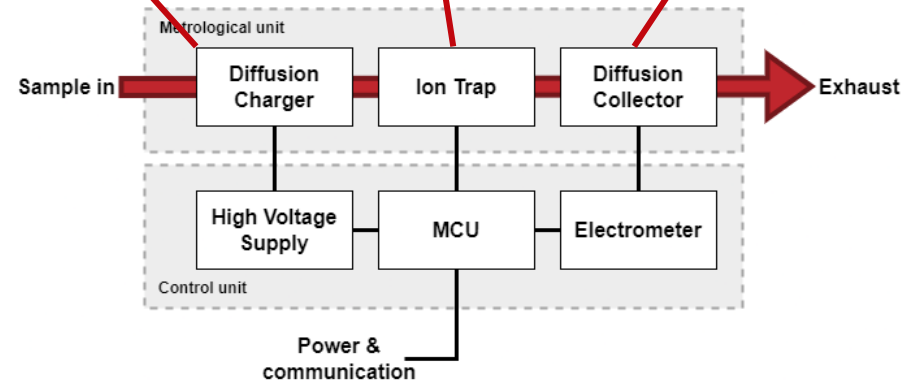 Metrological unit
Sample in
Diffusion
Charger
Ion Trap
Diffusion
Collector
Exhaust
High Voltage
Supply
MCU
Electrometer
Control unit
Power &
communication